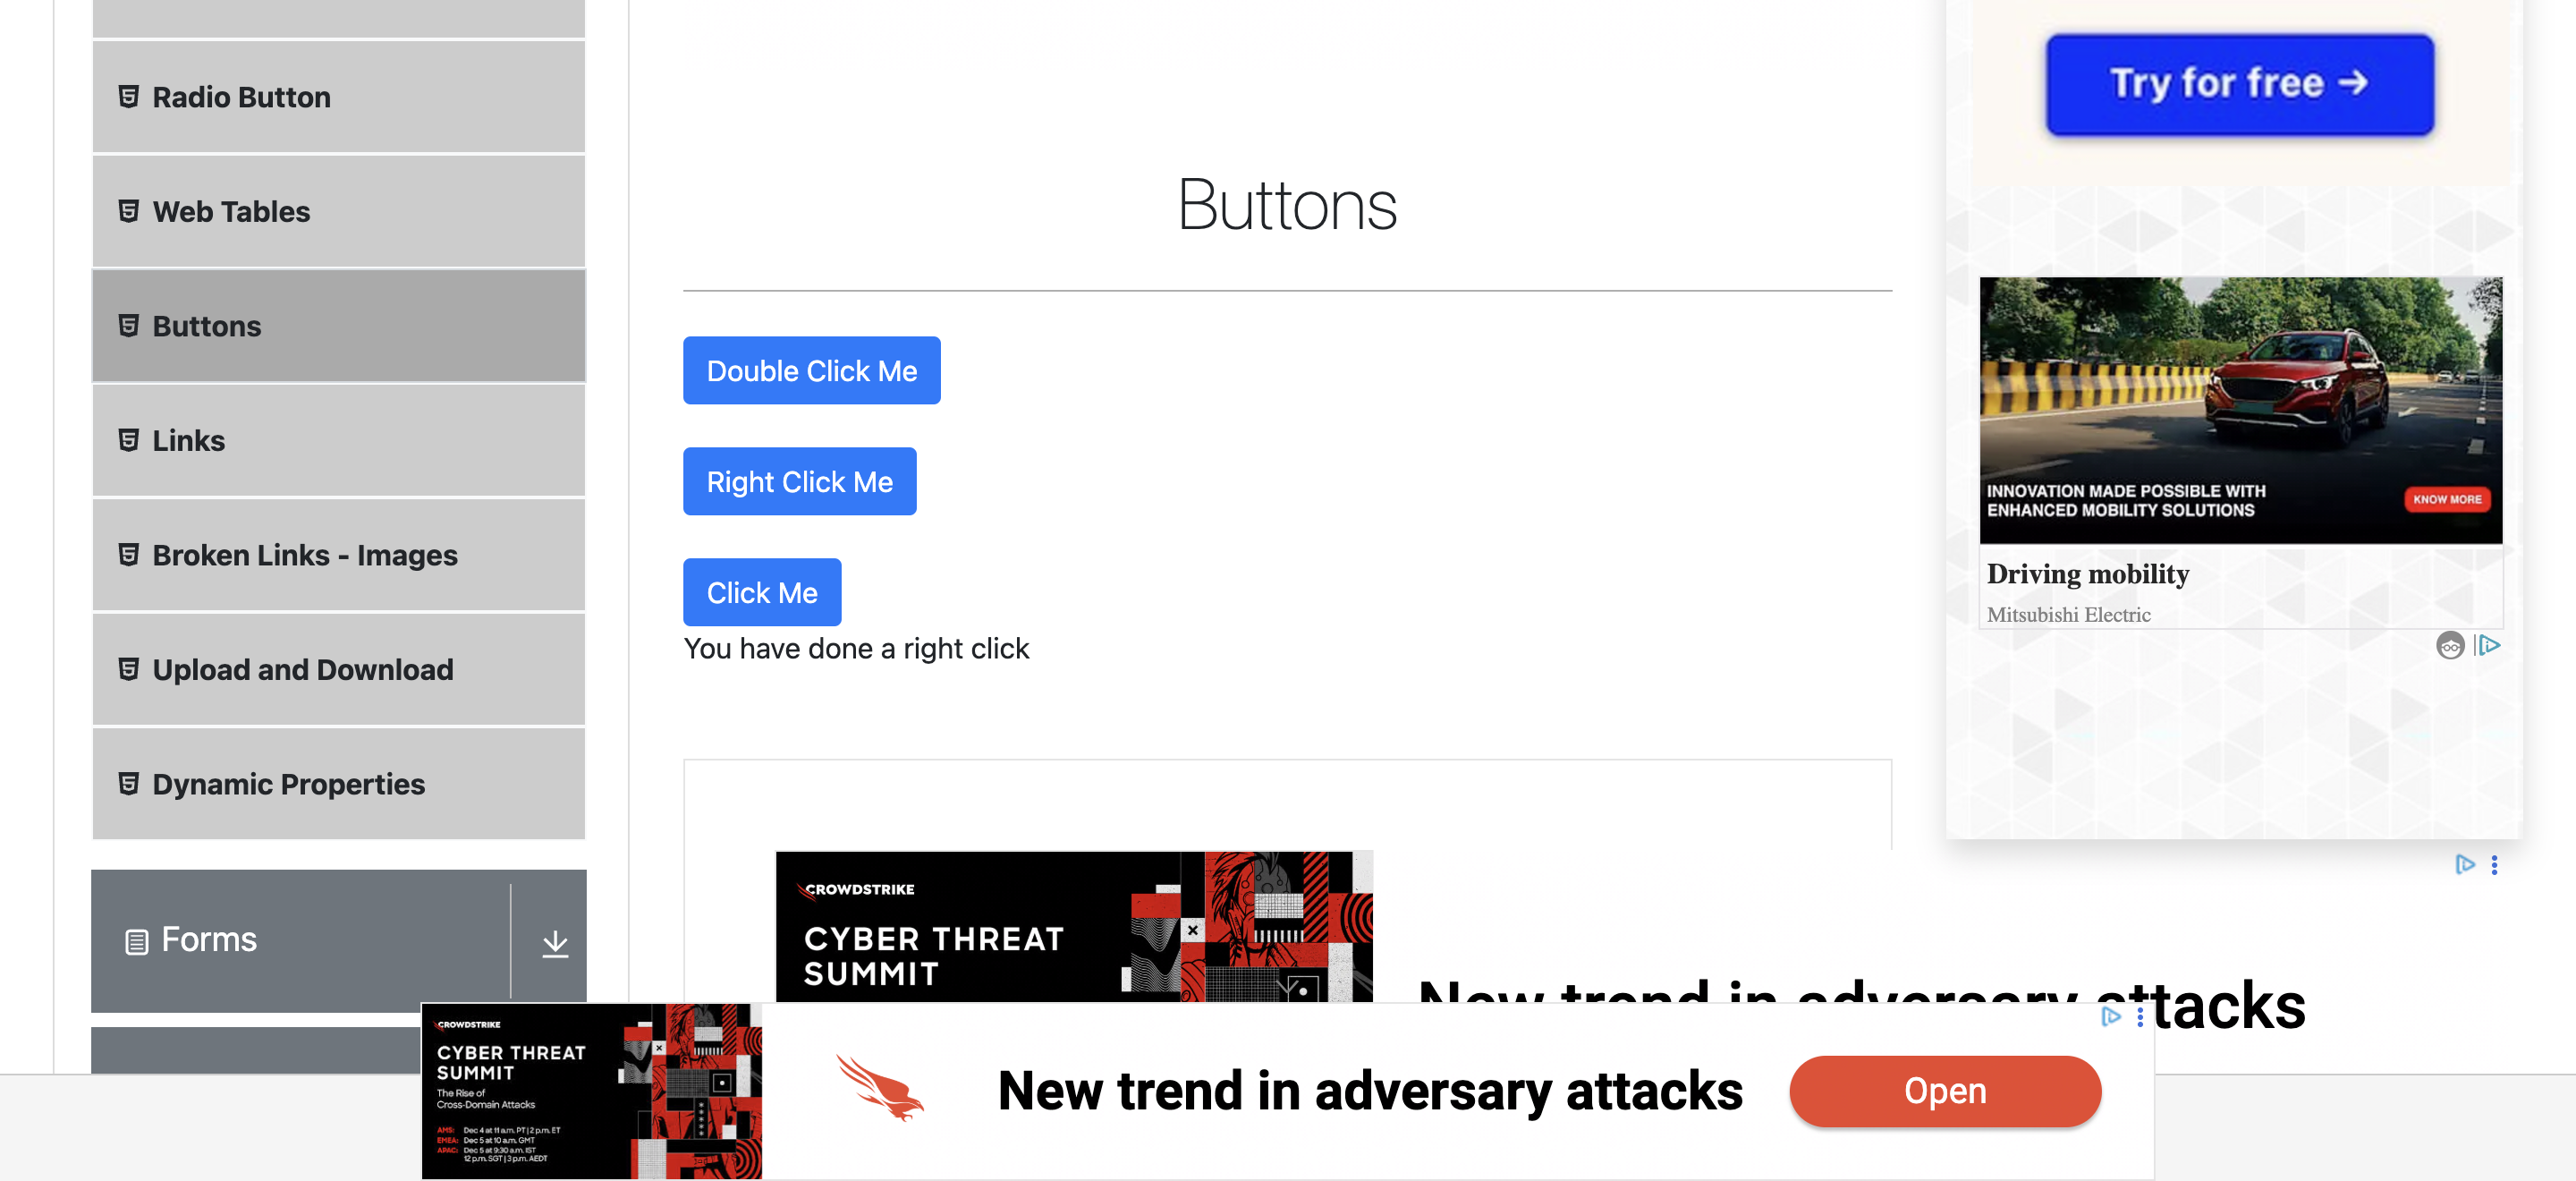 Radio Button
Web Tables
Buttons
Links
Broken Links - Images
Upload and Download
Dynamic Properties
Forms
Buttons
Double Click Me
Right Click Me
Click Me
You have done a right click
Try for free →
INNOVATION MADE POSSIBLE WITH
ENHANCED MOBILITY SOLUTIONS
KNOW MORE
Driving mobility
Mitsubishi Electric
CROWDSTRIKE
CYBER THREAT
SUMMIT
New trend in adversary attacks
CROWDSTRIKE
CYBER THREAT
SUMMIT
The Rise of
Cross-Domain Attacks
AMS: Dec 4 at 11 a.m. PT | 2 p.m. ET
EMEA: Dec 5 at 10 a.m. GMT
APAC: Dec 5 at 9:30 a.m. IST
12 p.m. SGT | 3 p.m. AEDT
New trend in adversary attacks
Open